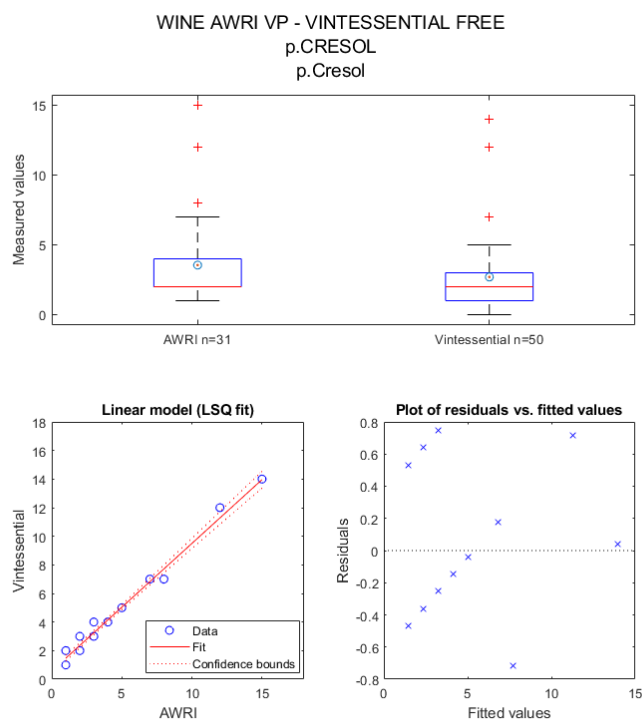 WINE AWRI VP - VINTESSENTIAL FREE
p.CRESOL
p.Cresol
Measured values
15
10
5
0
AWRI n=31
Vintessential n=50
Linear model (LSQ fit)
Vintessential
18
16
14
12
10
8
6
4
2
0
0
5
10
15
AWRI
Data
Fit
Confidence bounds
Plot of residuals vs. fitted values
Residuals
0.8
0.6
0.4
0.2
0
-0.2
-0.4
-0.6
-0.8
0
5
10
15
Fitted values